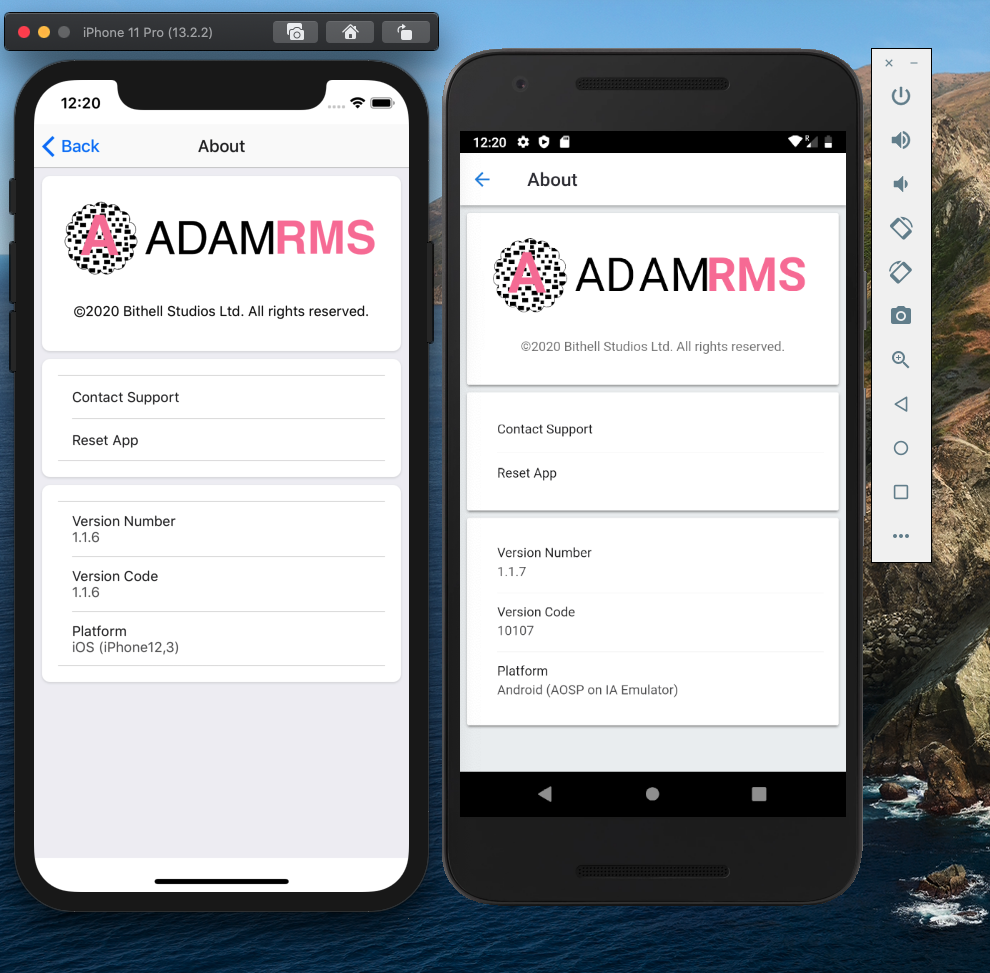 iPhone 11 Pro (13.2.2)
12:20
Back
About
A ADAMRMS
©2020 Bithell Studios Ltd. All rights reserved.
Contact Support
Reset App
Version Number
1.1.6
Version Code
1.1.6
Platform
iOS (iPhone12,3)
12:20
R
About
A ADAMRMS
©2020 Bithell Studios Ltd. All rights reserved.
Contact Support
Reset App
Version Number
1.1.7
Version Code
10107
Platform
Android (AOSP on IA Emulator)